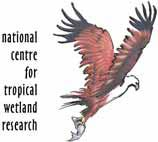 national
centre
for
tropical
wetland
research